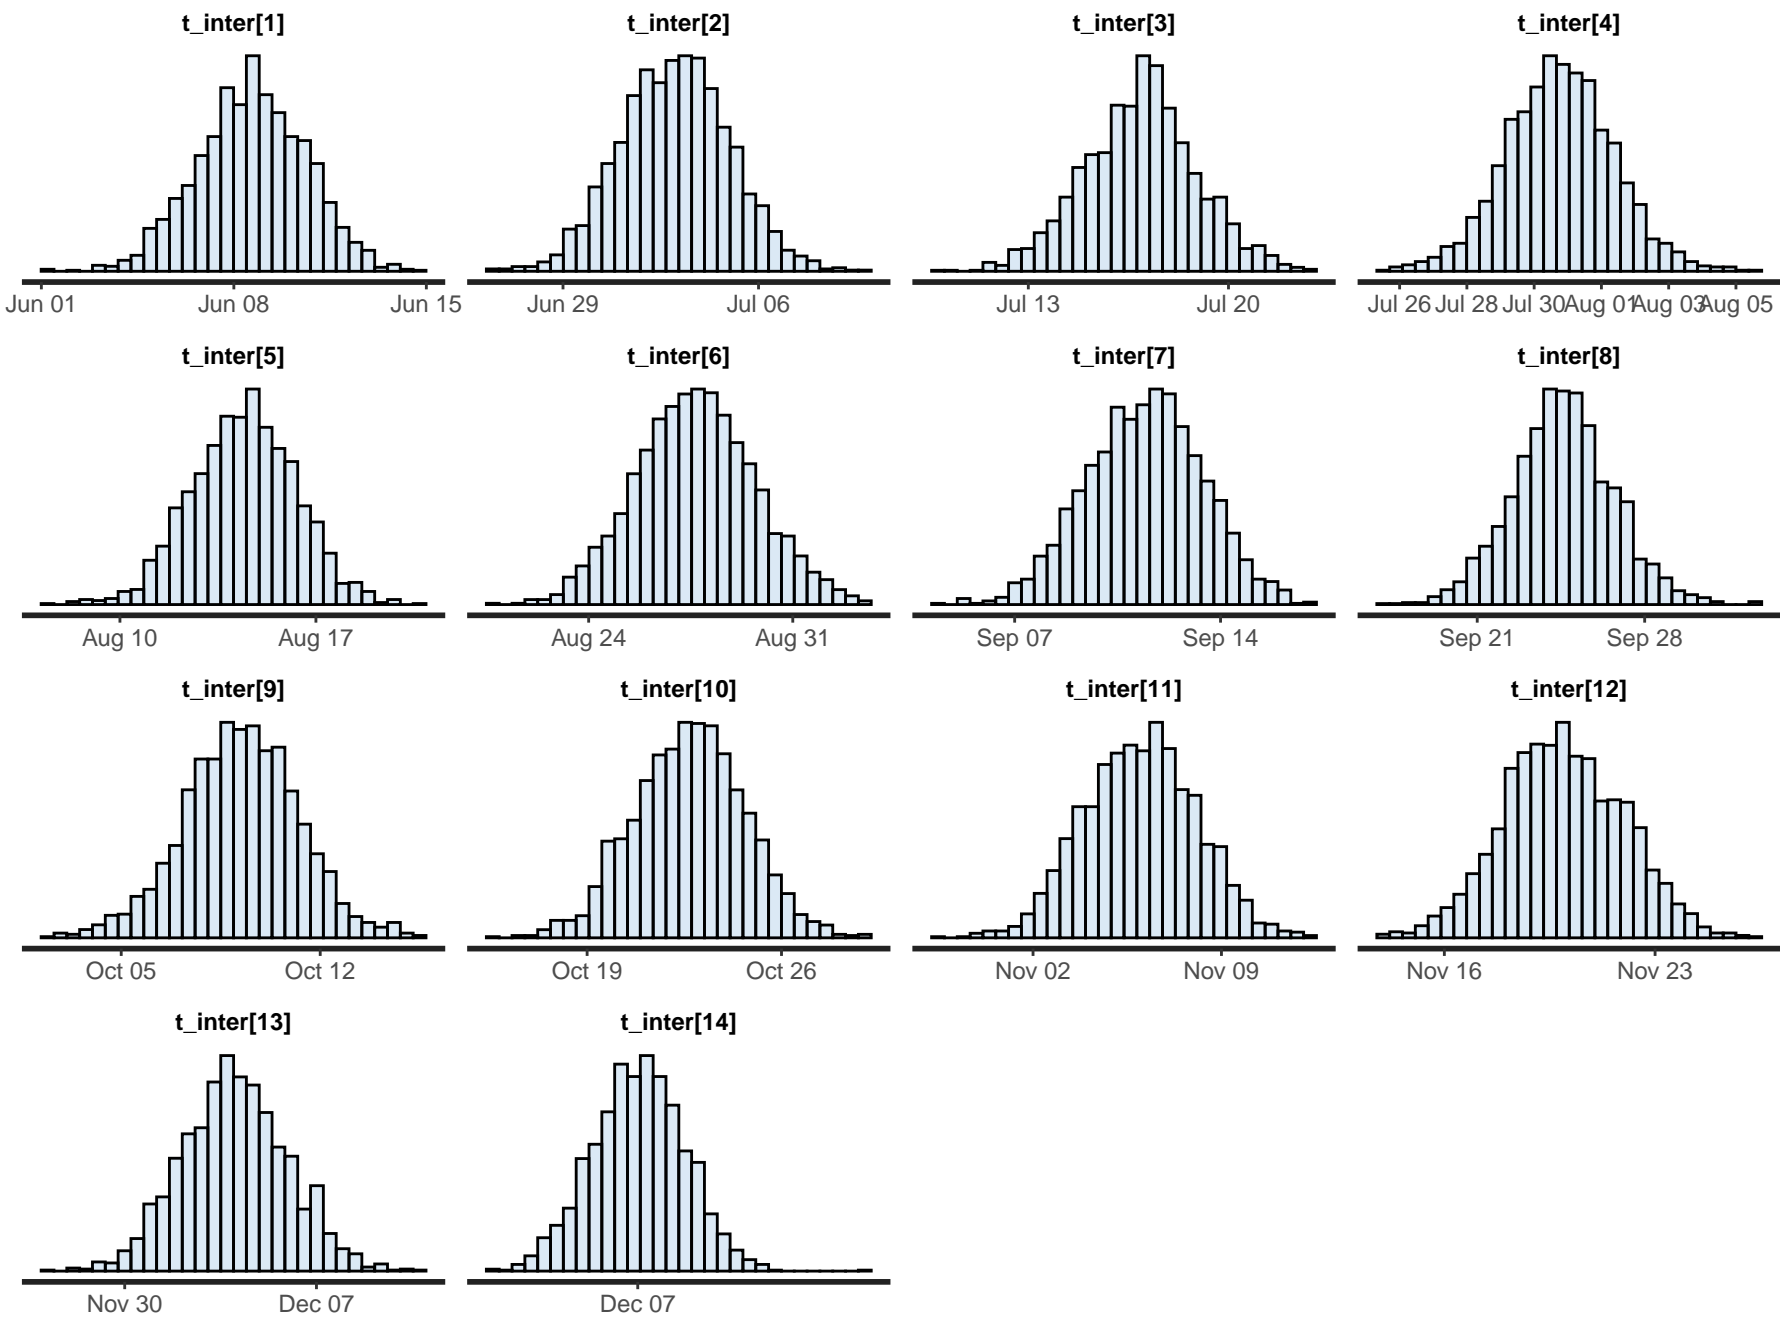 t_inter[1] t_inter[2] t_inter[3] t_inter[4]
Jun 01 Jun 08 Jun 15 Jun 29 Jul 06 Jul 13 Jul 20 Jul 26 Jul 28 Jul 30 Aug 01 Aug 03 Aug 05
t_inter[5] t_inter[6] t_inter[7] t_inter[8]
Aug 10 Aug 17 Aug 24 Aug 31 Sep 07 Sep 14 Sep 21 Sep 28
t_inter[9] t_inter[10] t_inter[11] t_inter[12]
Oct 05 Oct 12 Oct 19 Oct 26 Nov 02 Nov 09 Nov 16 Nov 23
t_inter[13] t_inter[14]
Nov 30 Dec 07 Dec 07